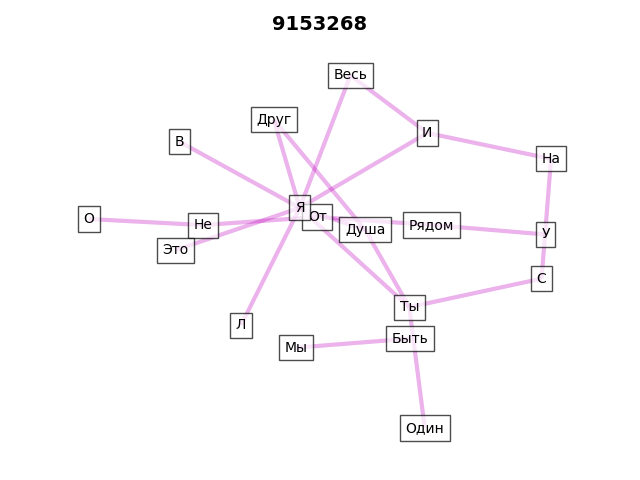 9153268
Весь
Друг
И
В
На
Я
От
О
Не
Рядом
Душа
У
Это
С
Ты
Л
Быть
Мы
Один